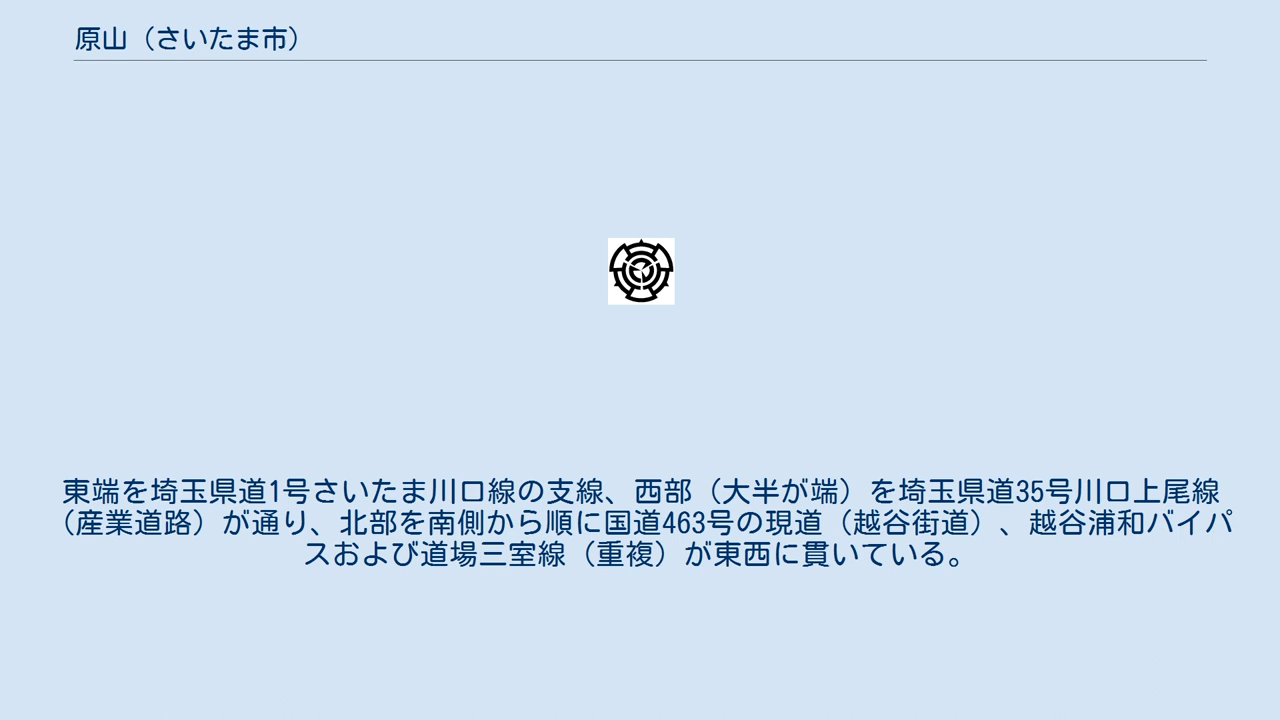 原山（さいたま市）
東端を埼玉県道1号さいたま川口線の支線、西部（大半が端）を埼玉県道35号川口上尾線
（産業道路）が通り、北部を南側から順に国道463号の現道（越谷街道）、越谷浦和バイパ
スおよび道場三室線（重複）が東西に貫いている。